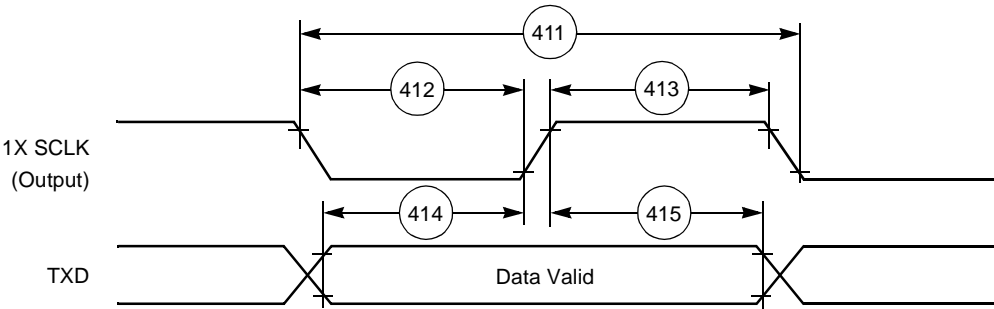 411
412
413
1X SCLK
(Output)
414
415
TXD
Data Valid